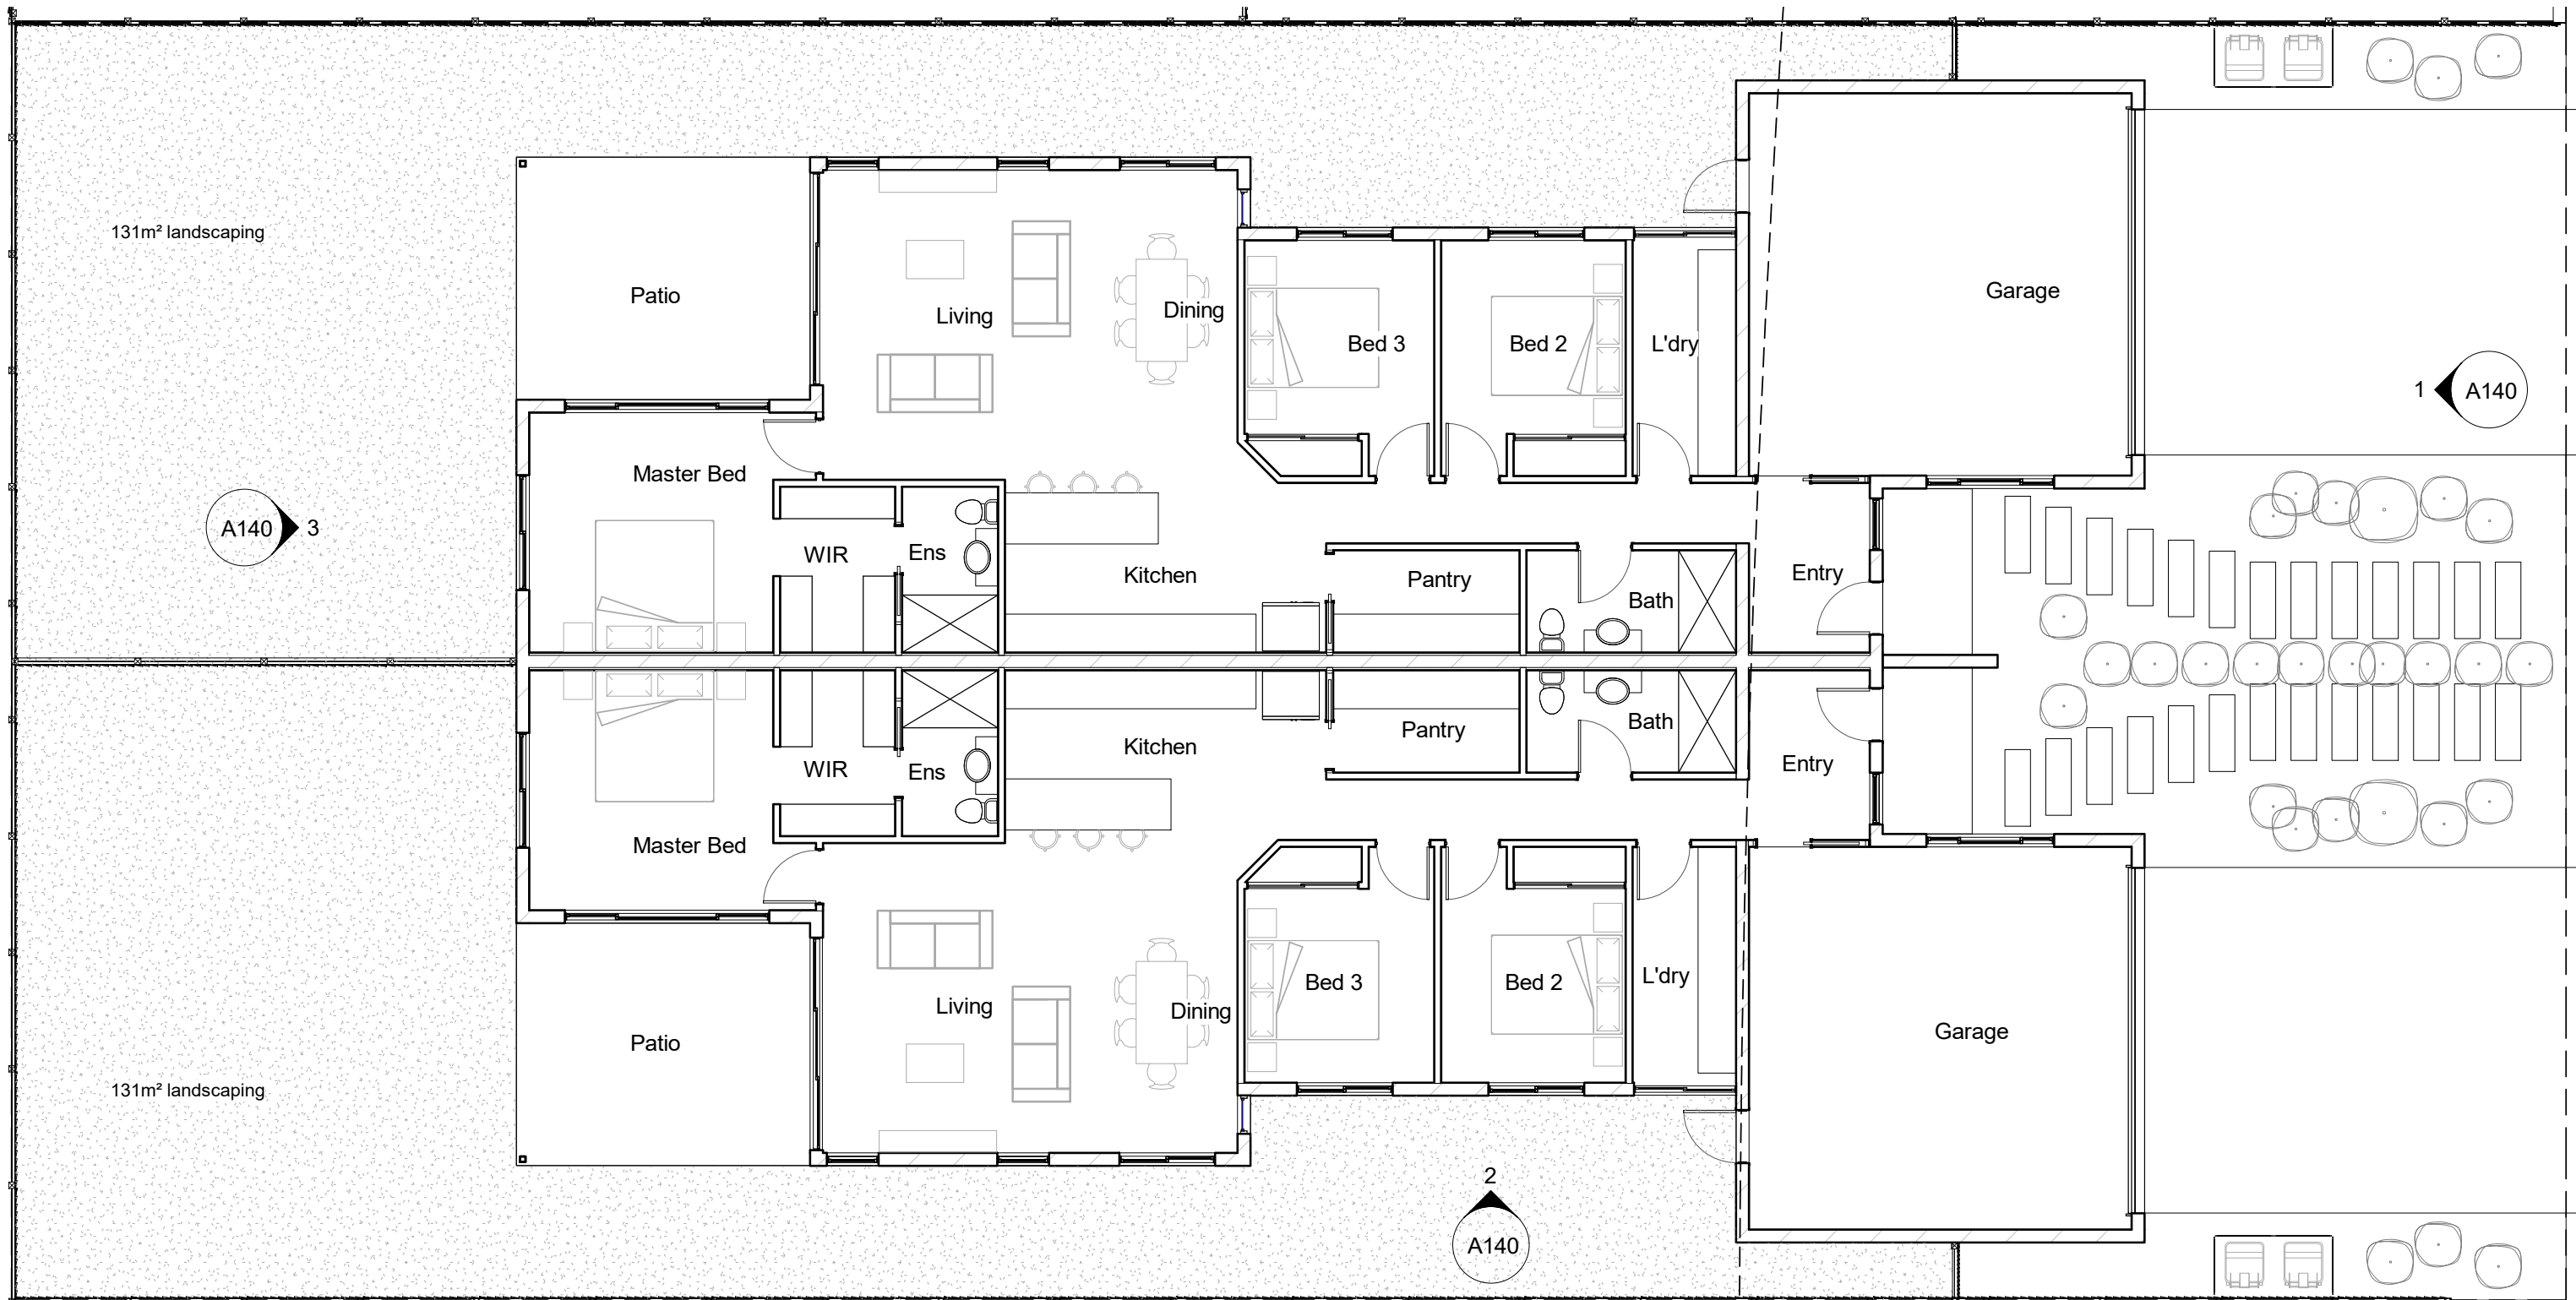 131m² landscaping
Patio
Living
Dining
Bed 3
Bed 2
L'dry
Garage
1
A140
Master Bed
A140
3
WIR
Ens
Kitchen
Pantry
Bath
Entry
Kitchen
Pantry
Bath
Entry
WIR
Ens
Master Bed
Living
Dining
Bed 3
Bed 2
L'dry
Garage
Patio
131m² landscaping
2
A140